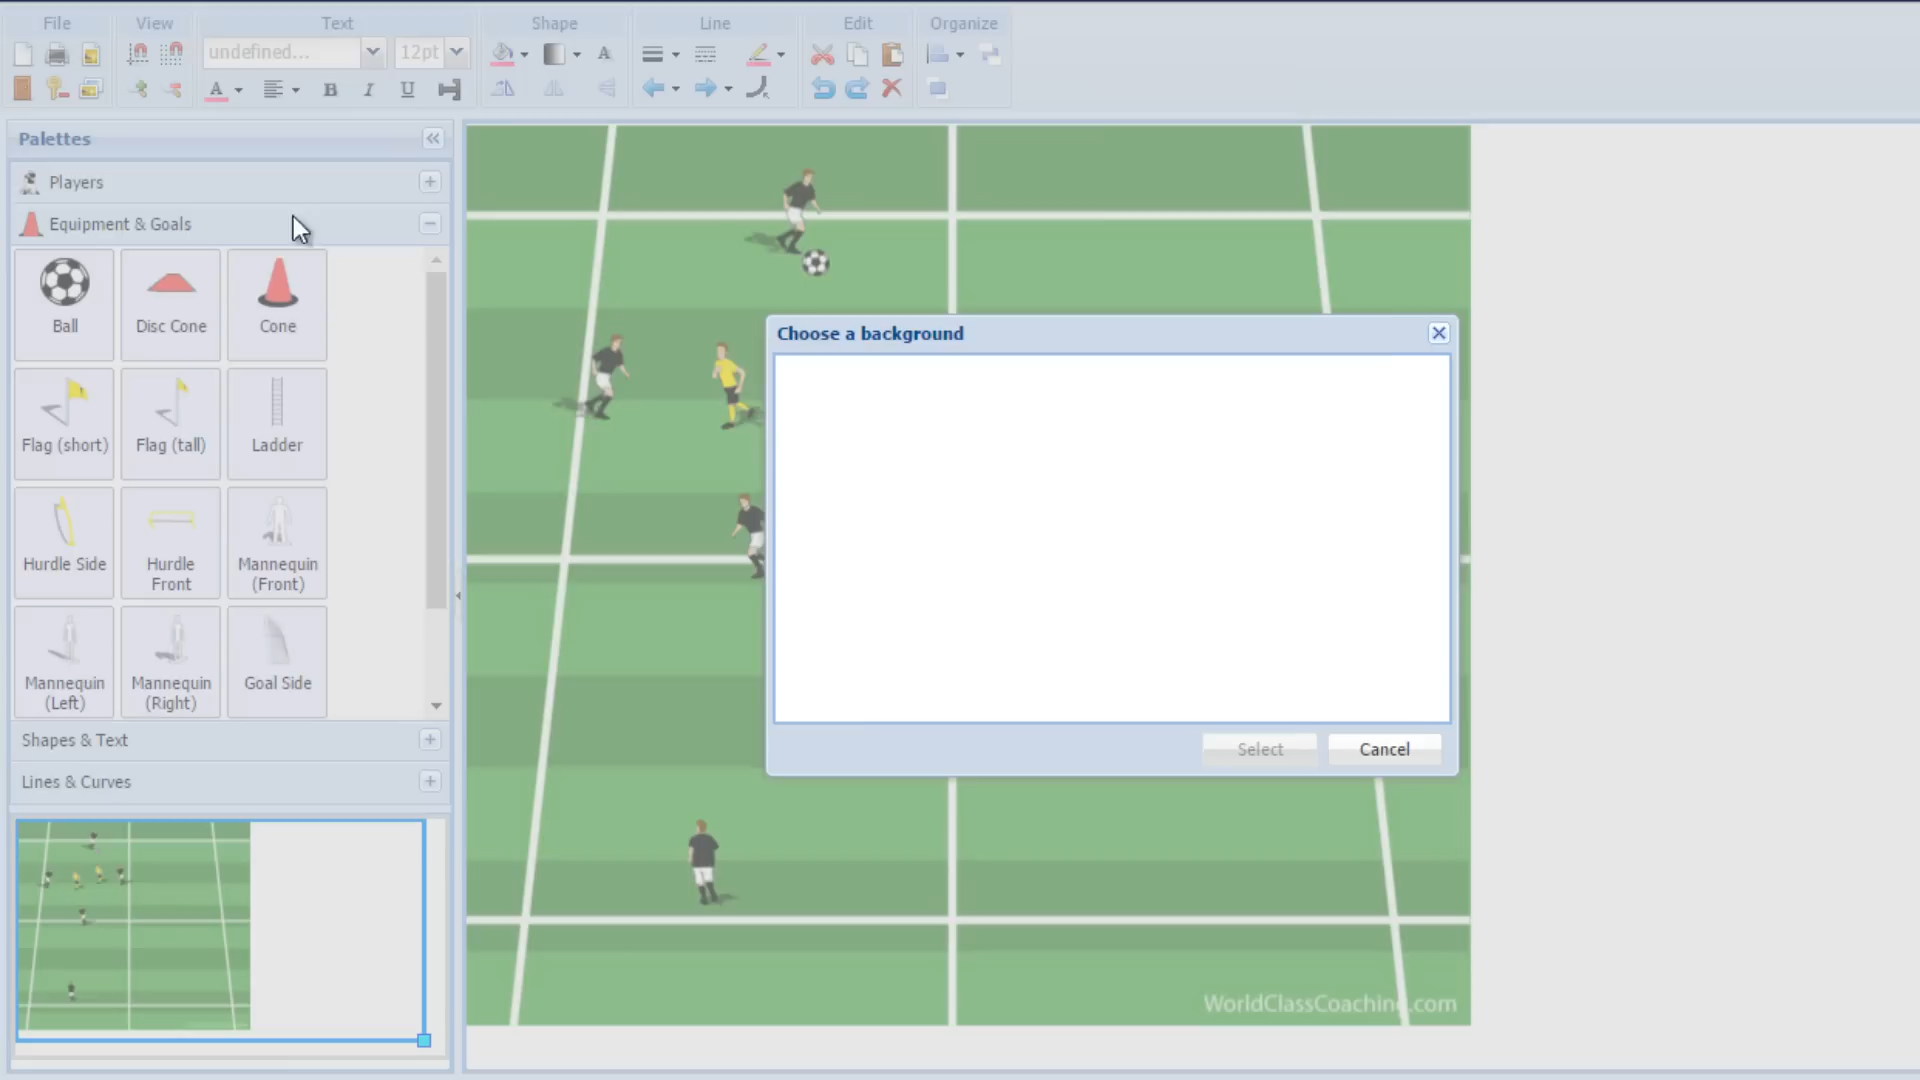 File
View
Text
Shape
Line
Edit
Organize
undefined...
12pt
A
A
B
I
U
Palettes
Players
Equipment & Goals
Ball
Disc Cone
Cone
Flag (short)
Flag (tall)
Ladder
Hurdle Side
Hurdle
Front
Mannequin
(Front)
Mannequin
(Left)
Mannequin
(Right)
Goal Side
Shapes & Text
Lines & Curves
Choose a background
Select
Cancel
WorldClassCoaching.com